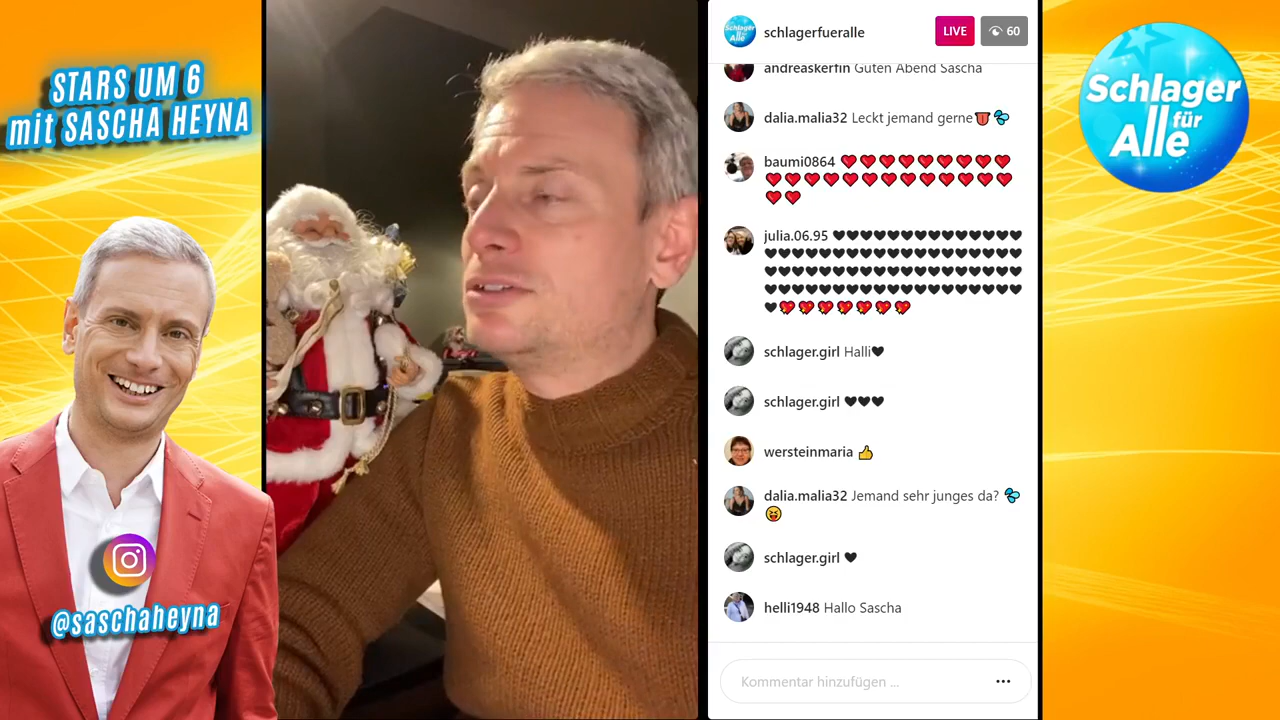 STARS UM 6
mit SASCHA HEYNA
@saschaheyna
schlagerfueralle
LIVE
60
andreaskerfin Guten Abend Sascha
dalia.malia32 Leckt jemand gerne👅💦
baumi0864 ❤❤❤❤❤❤❤❤❤
❤❤❤❤❤❤❤❤❤❤❤❤❤
❤❤
julia.06.95 🖤🖤🖤🖤🖤🖤🖤🖤🖤🖤🖤🖤🖤🖤
🖤🖤🖤🖤🖤🖤🖤🖤🖤🖤🖤🖤🖤🖤🖤🖤🖤🖤🖤
🖤🖤🖤🖤🖤🖤🖤🖤🖤🖤🖤🖤🖤🖤🖤🖤🖤🖤🖤
🖤🖤🖤🖤🖤🖤🖤🖤🖤🖤🖤🖤🖤🖤🖤🖤🖤🖤🖤
🖤💖💖💖💖💖💖💖
schlager.girl Halli🖤
schlager.girl 🖤🖤🖤
wersteinmaria 👍
dalia.malia32 Jemand sehr junges da? 💦
😝
schlager.girl 🖤
helli1948 Hallo Sascha
Kommentar hinzufügen ...
Schlager
für
Alle